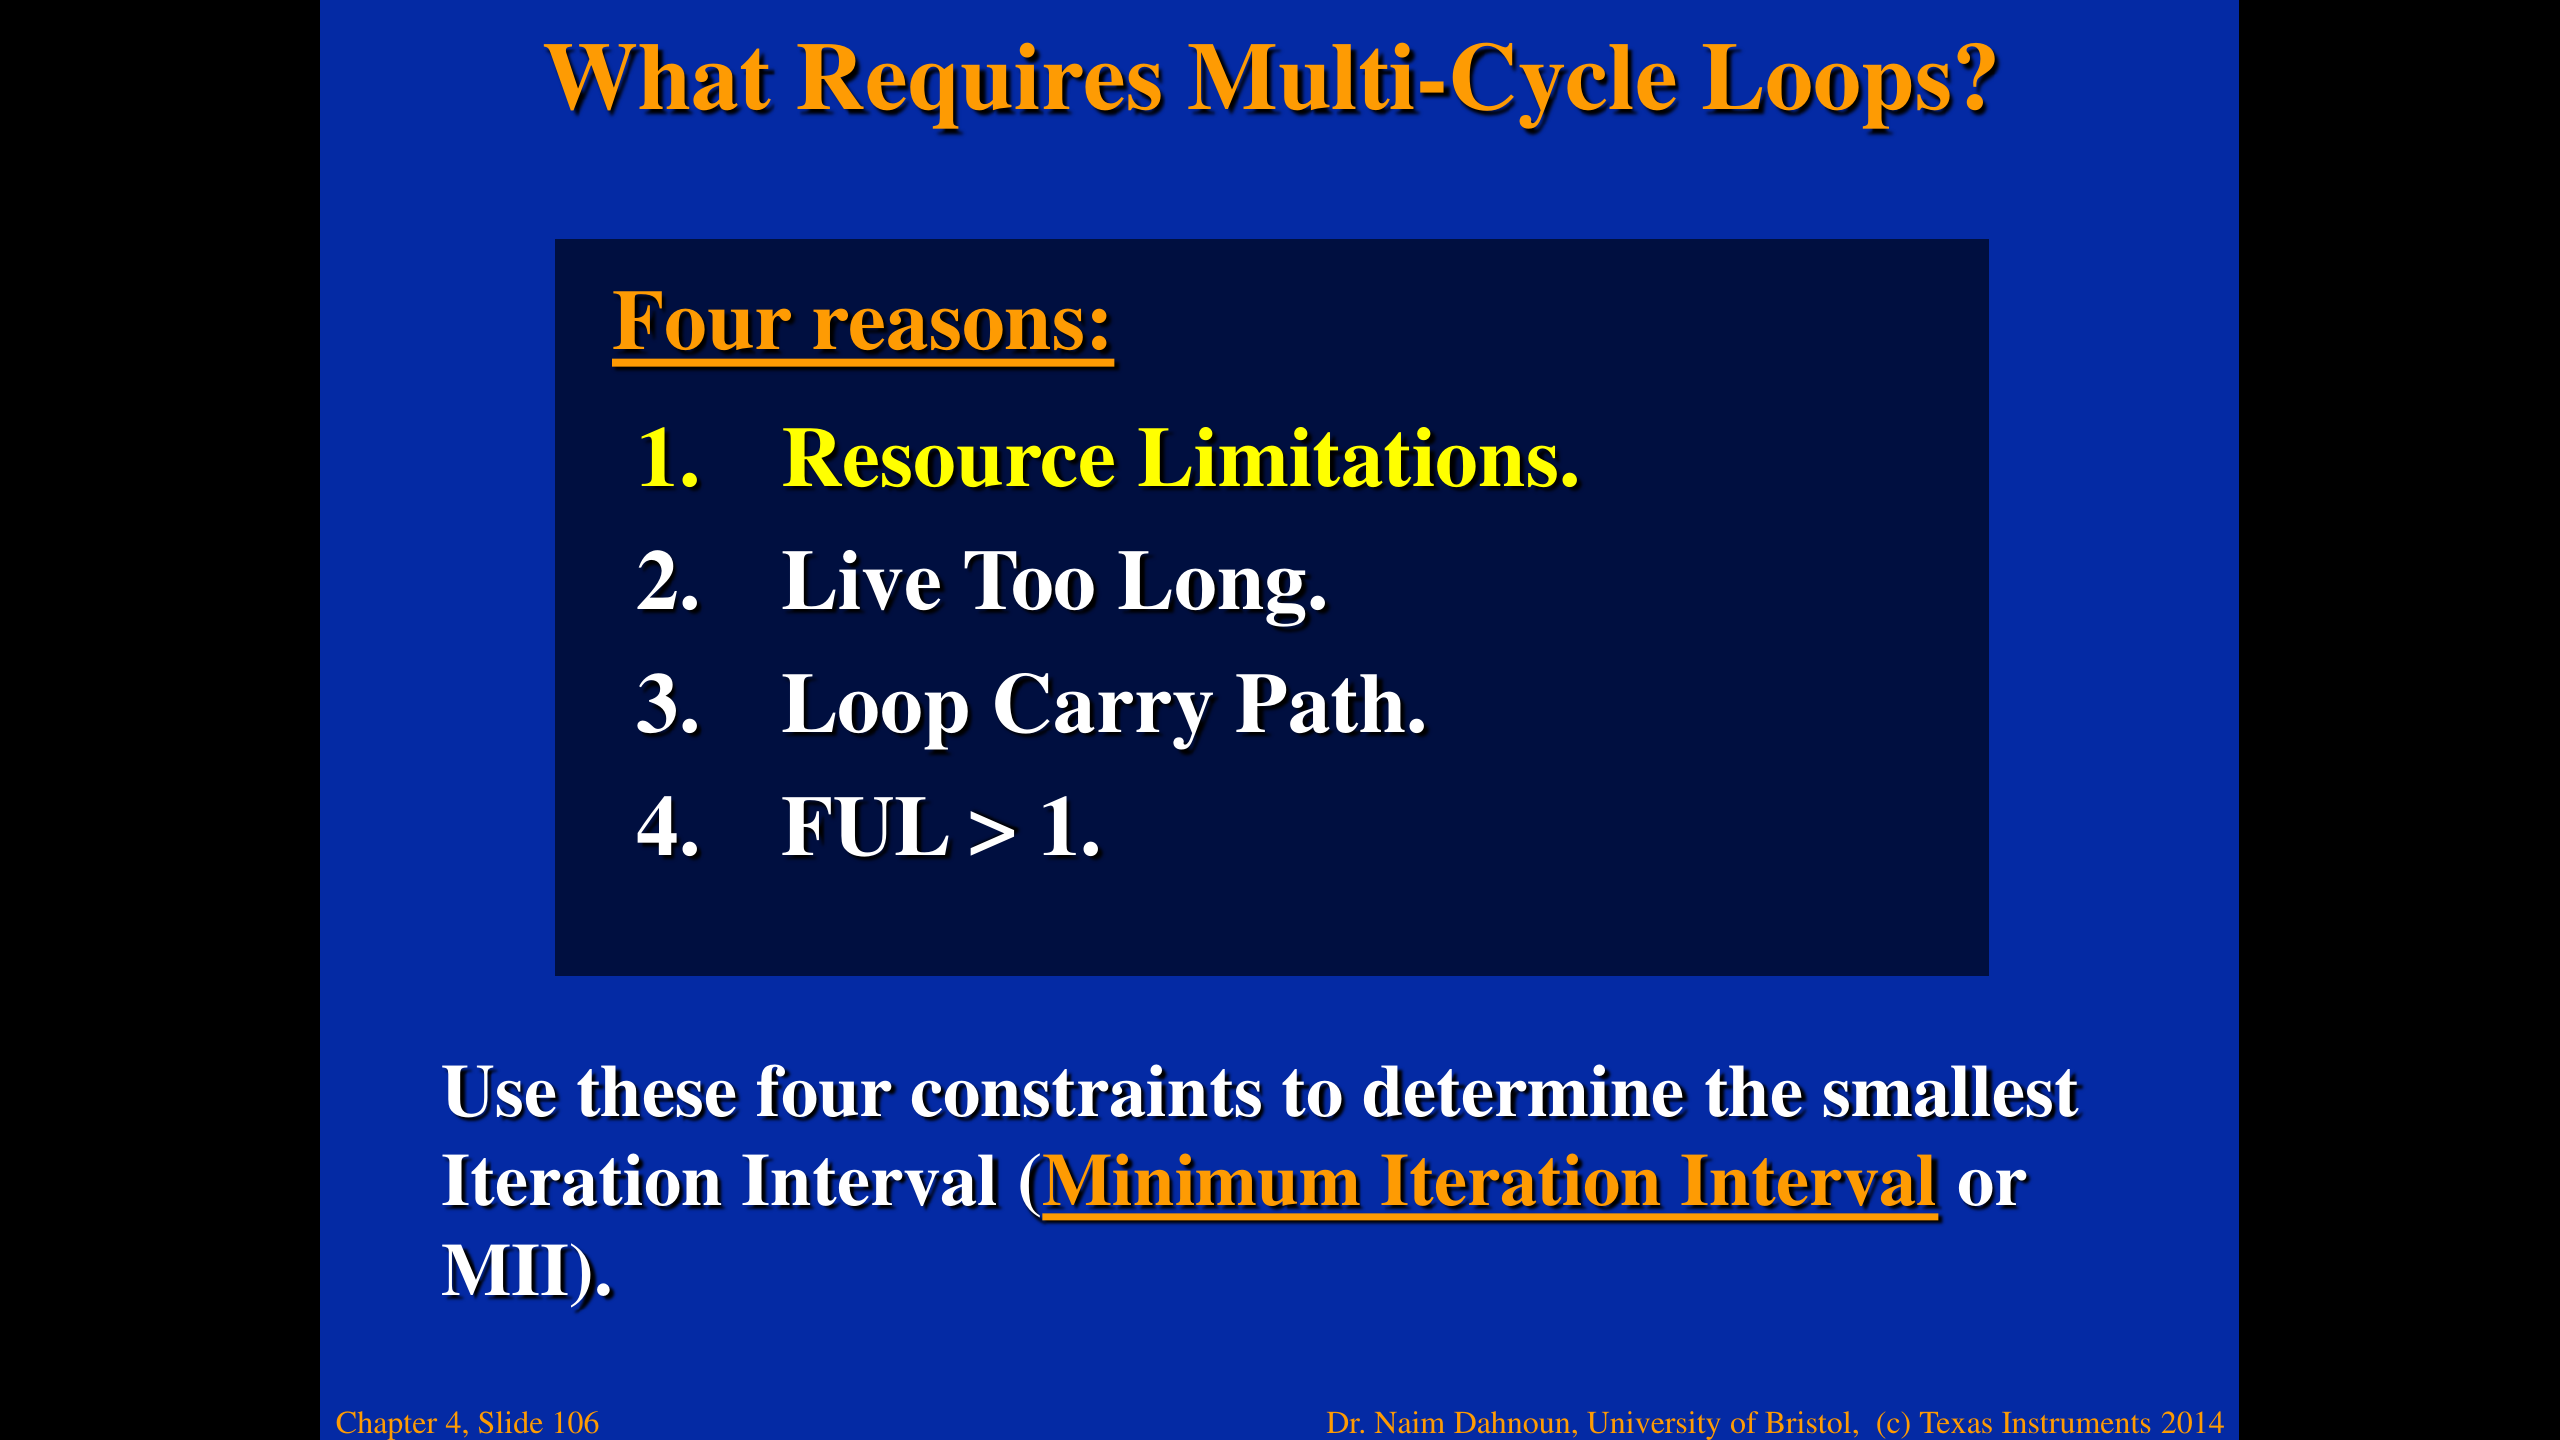 What Requires Multi-Cycle Loops?
Four reasons:
1. Resource Limitations.
2. Live Too Long.
3. Loop Carry Path.
4. FUL > 1.
Use these four constraints to determine the smallest
Iteration Interval (Minimum Iteration Interval or
MII).
Chapter 4, Slide 106
Dr. Naim Dahnoun, University of Bristol, (c) Texas Instruments 2014